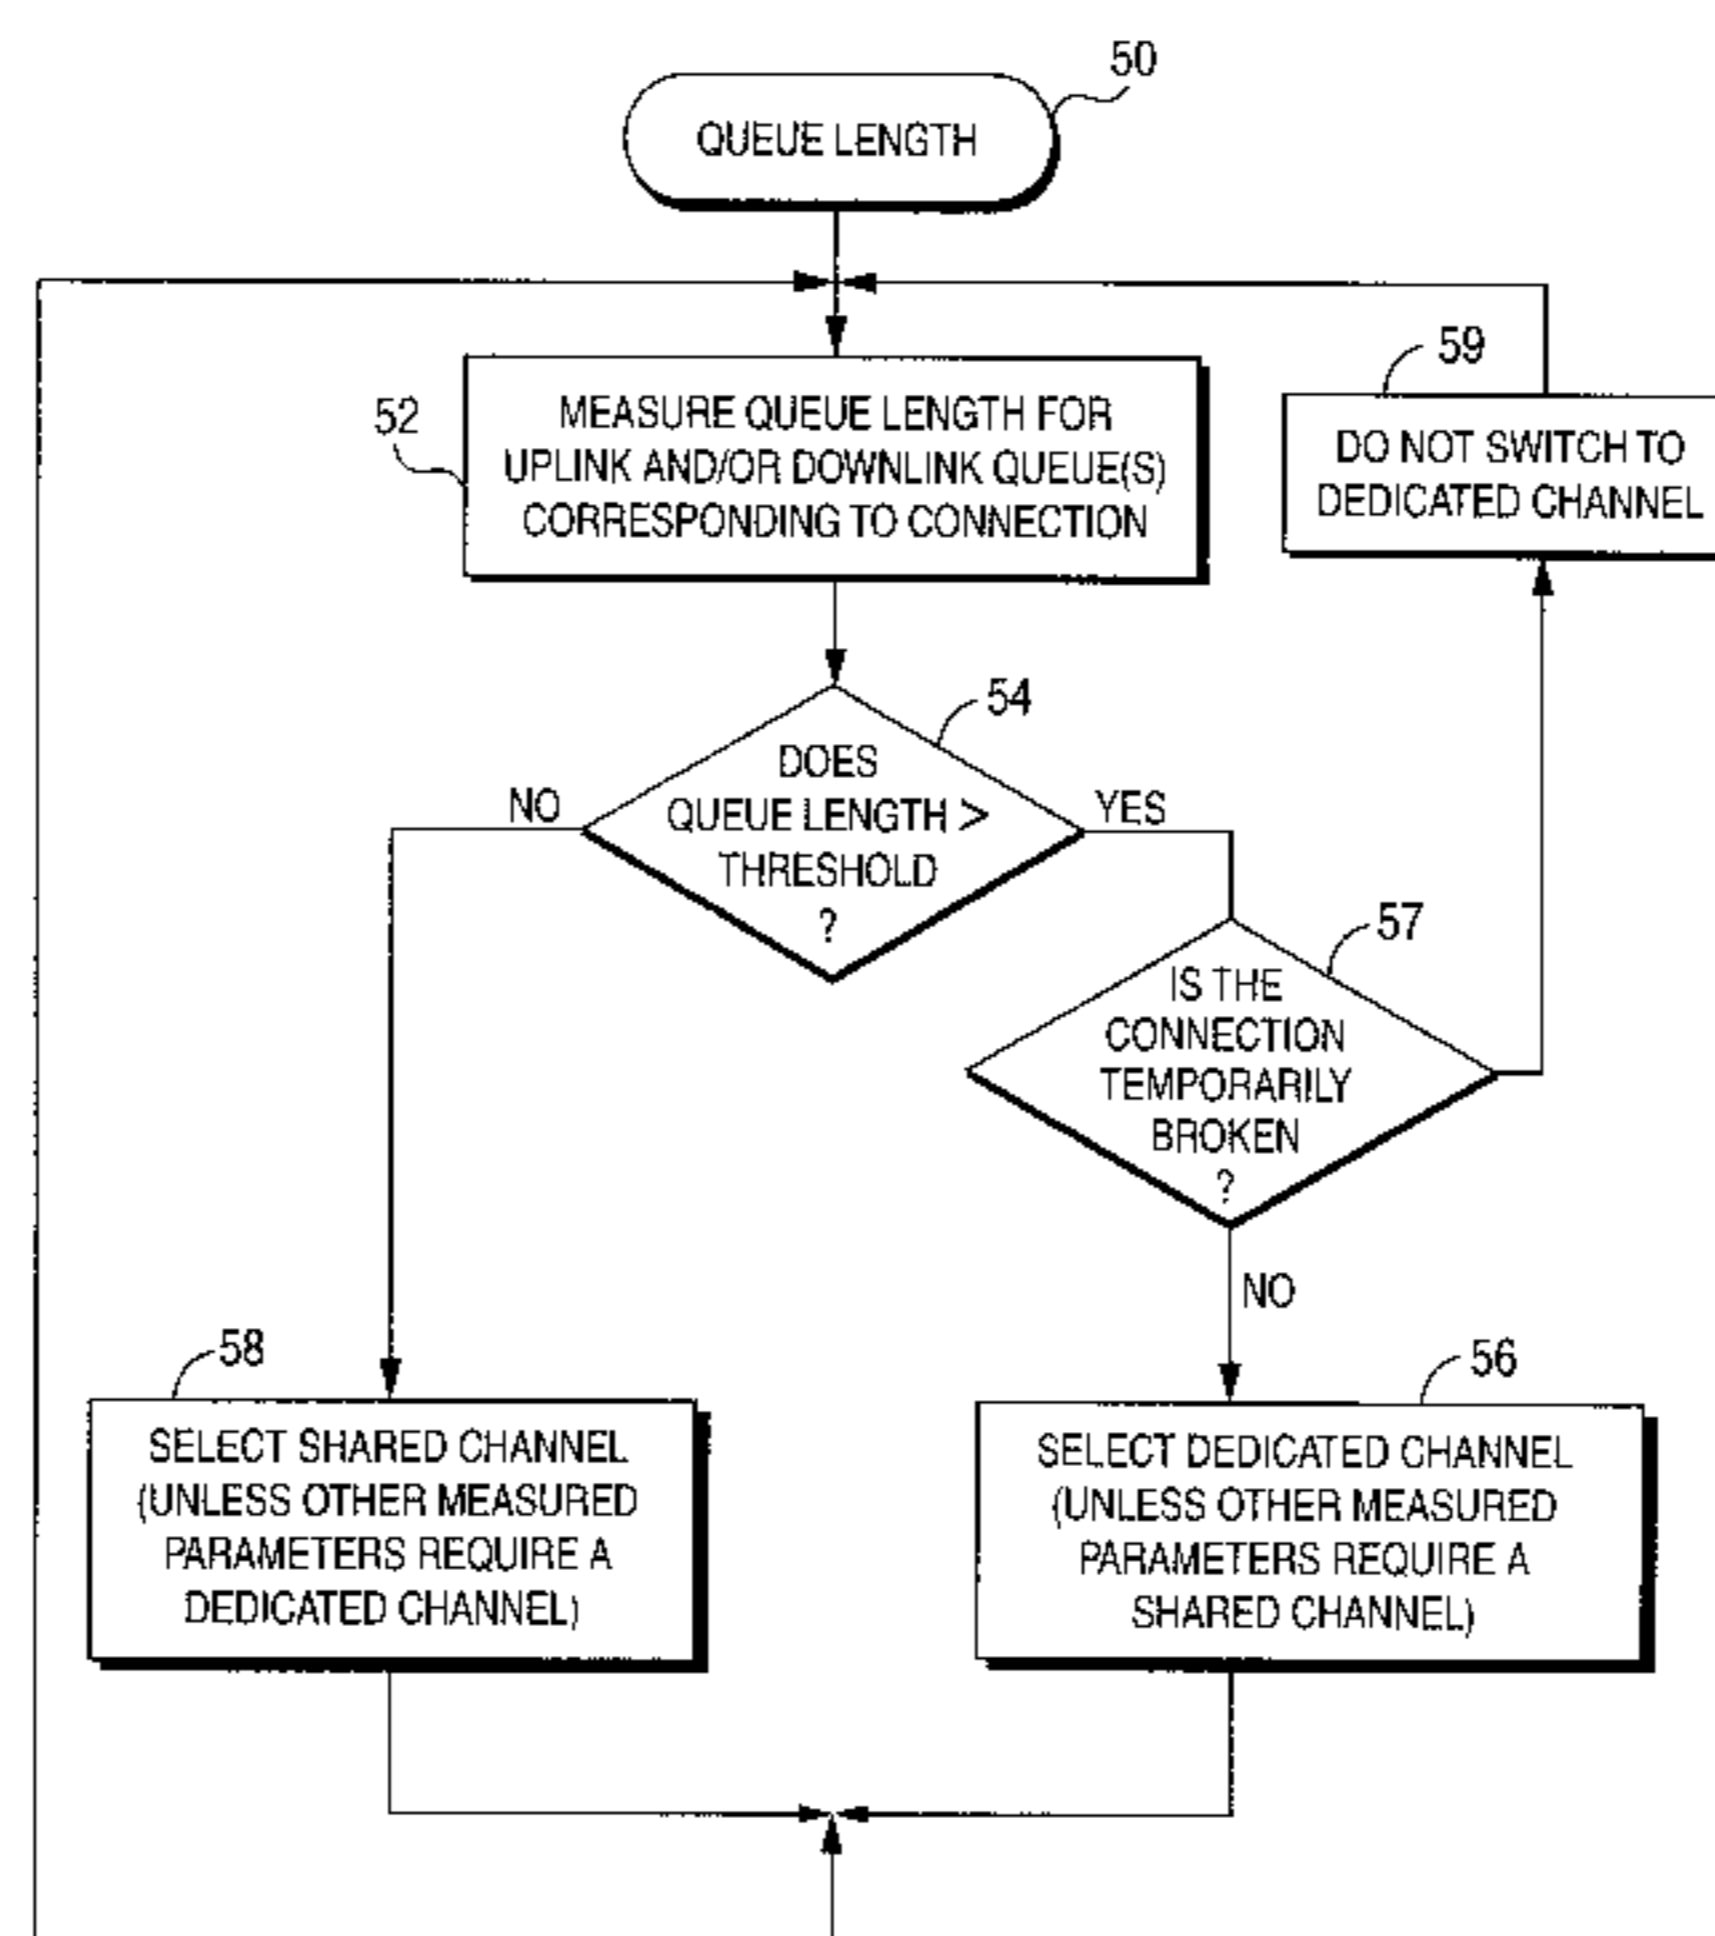 50
QUEUE LENGTH
59
52
MEASURE QUEUE LENGTH FOR
UPLINK AND/OR DOWNLINK QUEUE(S)
CORRESPONDING TO CONNECTION
DO NOT SWITCH TO
DEDICATED CHANNEL
54
DOES
QUEUE LENGTH >
THRESHOLD
?
NO
YES
57
IS THE
CONNECTION
TEMPORARILY
BROKEN
?
NO
58
SELECT SHARED CHANNEL
(UNLESS OTHER MEASURED
PARAMETERS REQUIRE A
DEDICATED CHANNEL)
56
SELECT DEDICATED CHANNEL
(UNLESS OTHER MEASURED
PARAMETERS REQUIRE A
SHARED CHANNEL)